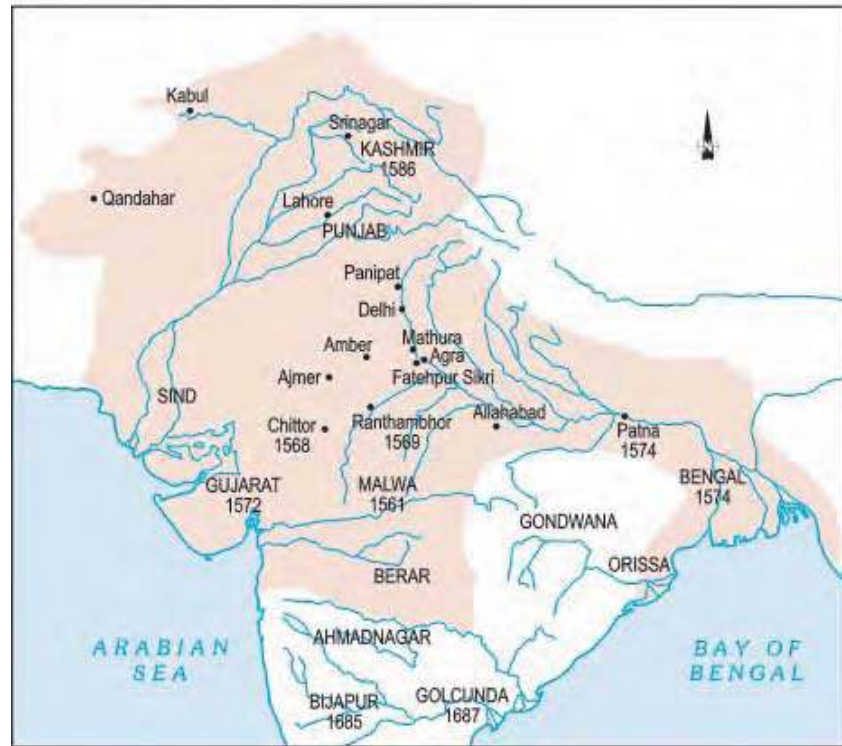 Kabul
Srinagar
KASHMIR
1586
N
Qandahar
Lahore
PUNJAB
Panipat
Delhi
Mathura
Agra
Fatehpur Sikri
Amber
Ajmer
SIND
Ranthambhor
1569
Chittor
1568
Allahabad
Patna
1574
GUJARAT
1572
MALWA
1561
BENGAL
1574
GONDWANA
ORISSA
BERAR
ARABIAN
SEA
AHMADNAGAR
BAY OF
BENGAL
BIJAPUR
1685
GOLCUNDA
1687